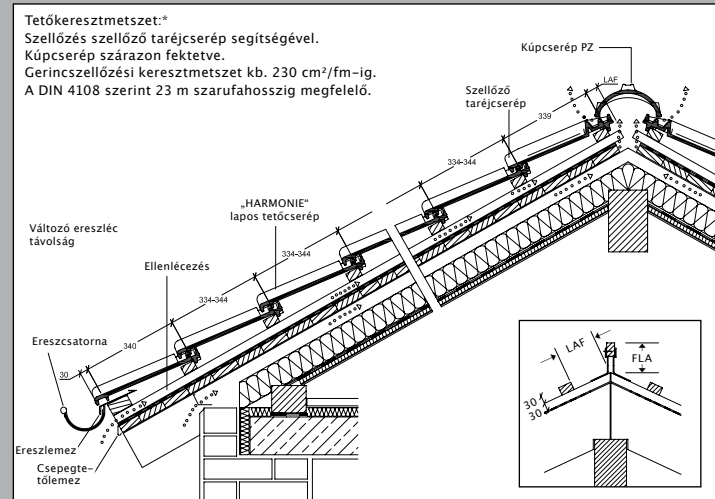 Tetőkeresztmetszet:*
Szellőzés szellőző taréjcserép segítségével.
Kúpcserép szárazon fektetve.
Gerincszellőzési keresztmetszet kb. 230 cm²/fm-ig.
A DIN 4108 szerint 23 m szarufahosszig megfelelő.
Kúpcserép PZ
LAF
Szellőző
taréjcserép
339
334-344
„HARMONIE“
lapos tetőcserép
334-344
Változó ereszléc
távolság
Ellenlécezés
334-344
Ereszcsatorna
340
30
LAF
FLA
30
30
Ereszlemez
Csepegte-
tőlemez